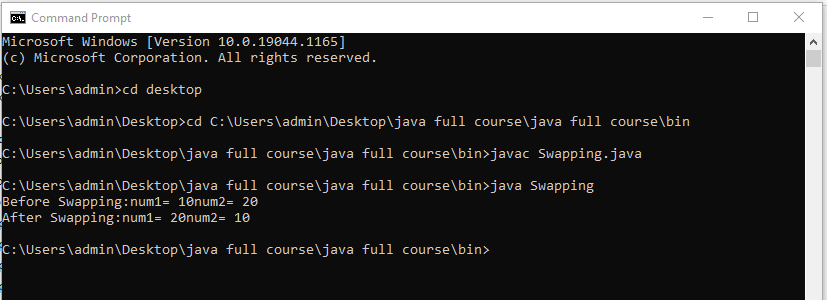 Command Prompt
Microsoft Windows [Version 10.0.19044.1165]
(c) Microsoft Corporation. All rights reserved.
C:\Users\admin>cd desktop
C:\Users\admin\Desktop>cd C:\Users\admin\Desktop\java full course\java full course\bin
C:\Users\admin\Desktop\java full course\java full course\bin>javac Swapping.java
C:\Users\admin\Desktop\java full course\java full course\bin>java Swapping
Before Swapping:num1= 10num2= 20
After Swapping:num1= 20num2= 10
C:\Users\admin\Desktop\java full course\java full course\bin>